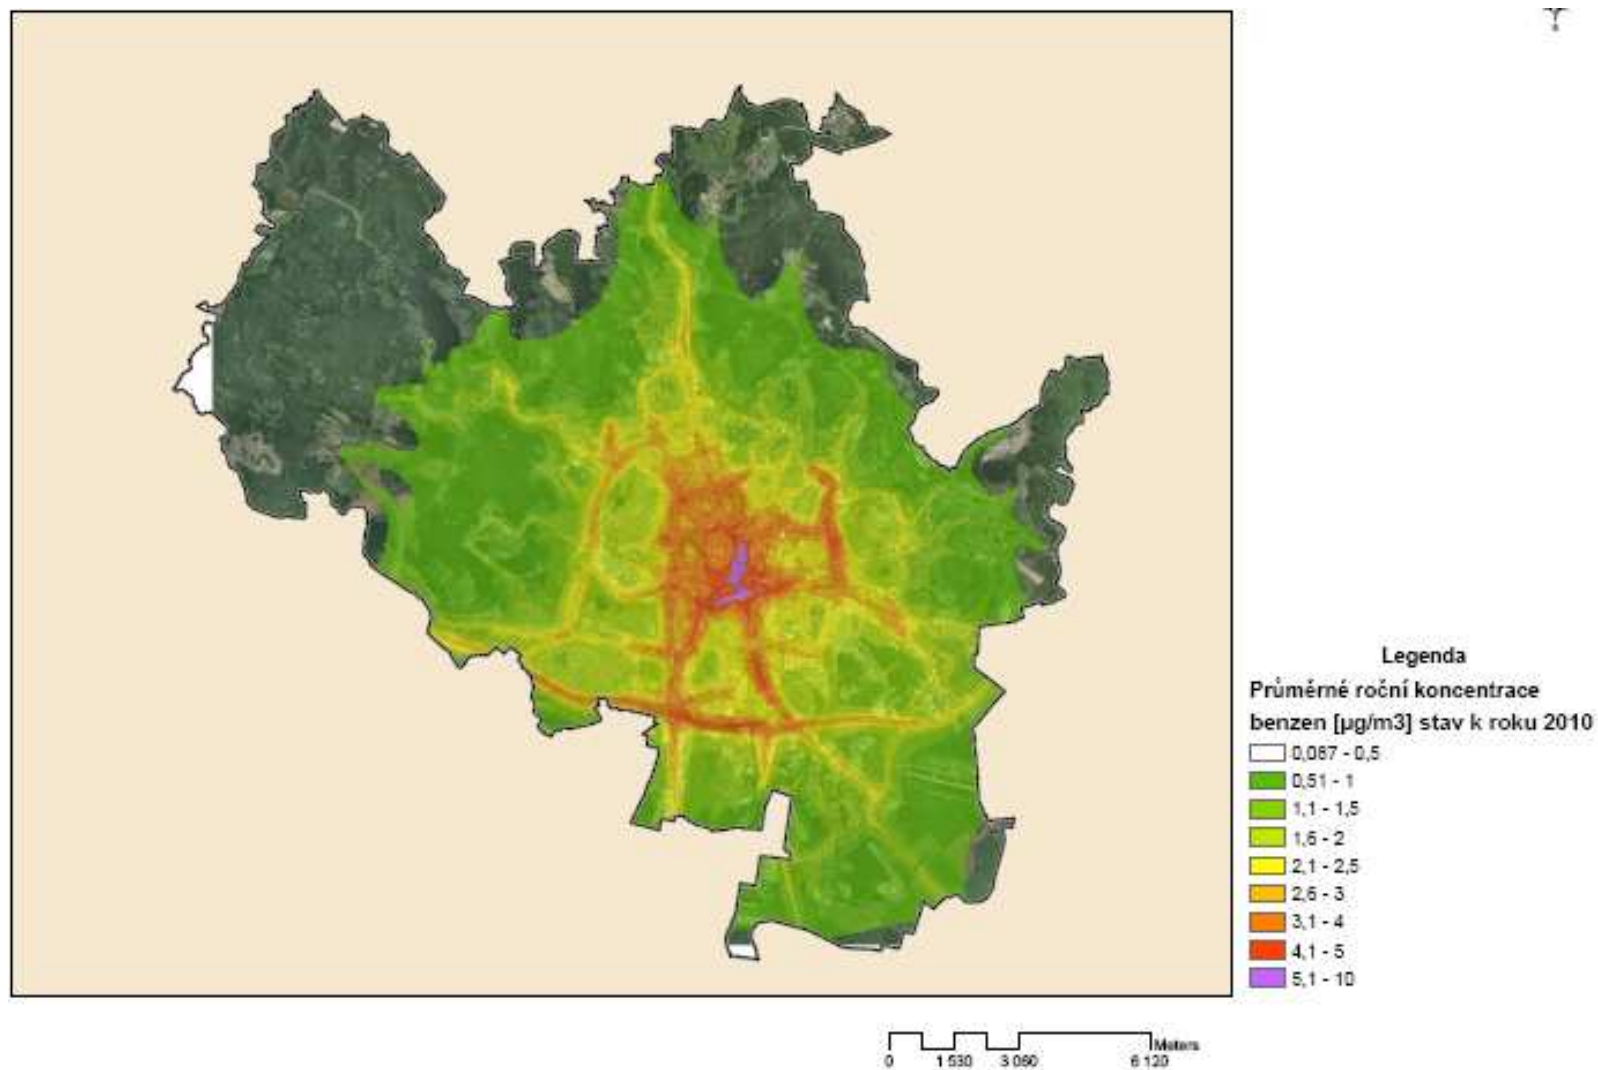 Legenda
Průměrné roční koncentrace
benzen [µg/m3] stav k roku 2010
0,087 - 0,5
0,51 - 1
1,1 - 1,5
1,6 - 2
2,1 - 2,5
2,6 - 3
3,1 - 4
4,1 - 5
5,1 - 10
Meters
0 1 530 3 060 6 120